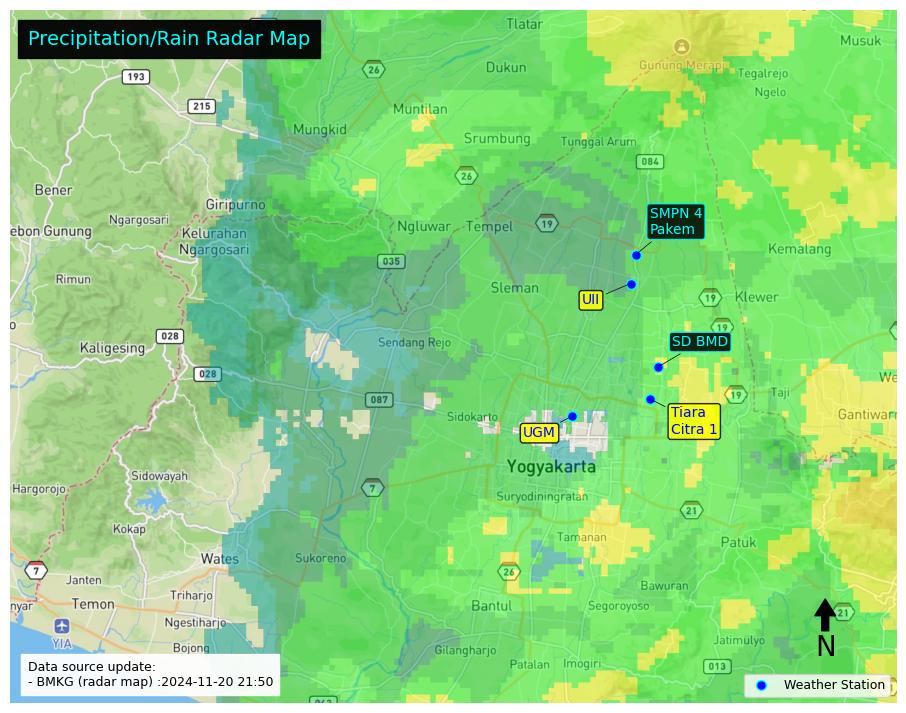 Precipitation/Rain Radar Map
Tlatar
Musuk
Gunung Merapi
26
Dukun
Tegalrejo
193
Ngelo
215
Muntilan
Mungkid
Srumbung
Tunggal Arum
084
26
Bener
Giripurno
SMPN 4
Pakem
Ngargosari
Ngluwar
Tempel
19
ebon Gunung
Kelurahan
Ngargosari
Kemalang
035
Rimun
Sleman
UII
19
Klewer
19
028
Kaligesing
Sendang Rejo
SD BMD
028
087
19
Taji
We
Sidokarto
Tiara
Citra 1
Gantiwar
UGM
Yogyakarta
Sidowayah
Hargorojo
7
Suryodiningratan
21
Kokap
Tamanan
Patuk
Wates
Sukoreno
7
Janten
26
Bawuran
nyar
Temon
Triharjo
Bantul
Segoroyoso
21
Ngestiharjo
YIA
Jatimulyo
N
Bojong
Gilangharjo
Patalan
Imogiri
013
Data source update:
- BMKG (radar map) :2024-11-20 21:50
Weather Station